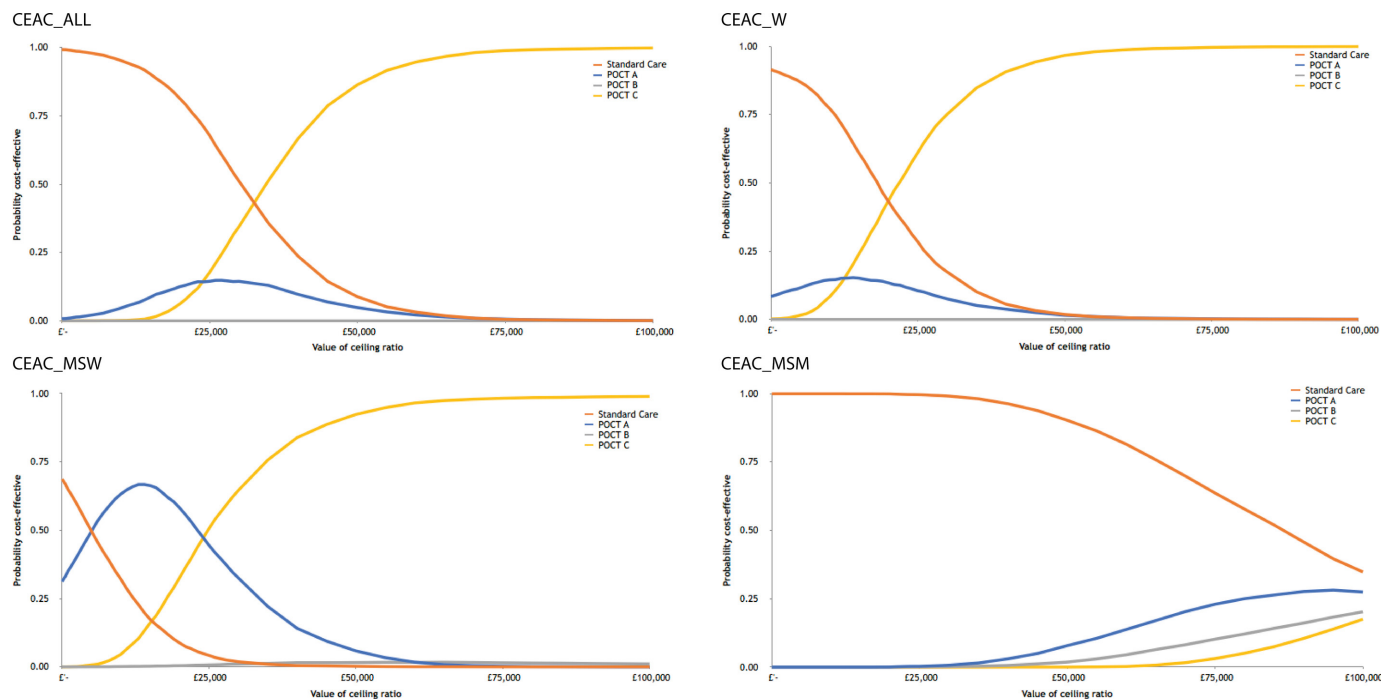 CEAC_ALL
1.00
0.75
0.50
0.25
0.00
Probability cost-effective
Standard Care
POCT A
POCT B
POCT C
£- £25,000 £50,000 £75,000 £100,000
Value of ceiling ratio
CEAC_W
1.00
0.75
0.50
0.25
0.00
Probability cost-effective
Standard Care
POCT A
POCT B
POCT C
£- £25,000 £50,000 £75,000 £100,000
Value of ceiling ratio
CEAC_MSW
1.00
0.75
0.50
0.25
0.00
Probability cost-effective
Standard Care
POCT A
POCT B
POCT C
£- £25,000 £50,000 £75,000 £100,000
Value of ceiling ratio
CEAC_MSM
1.00
0.75
0.50
0.25
0.00
Probability cost-effective
Standard Care
POCT A
POCT B
POCT C
£- £25,000 £50,000 £75,000 £100,000
Value of ceiling ratio